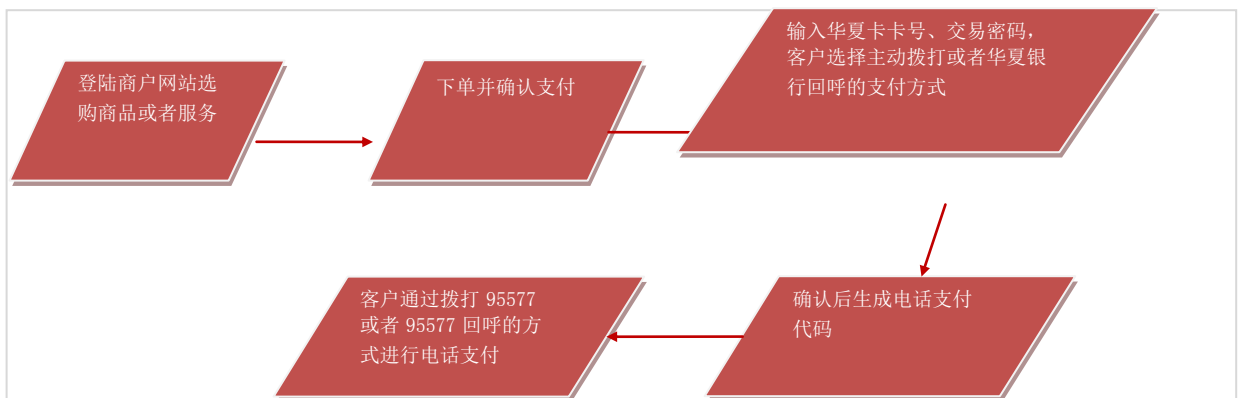 登陆商户网站选
购商品或者服务
下单并确认支付
输入华夏卡卡号、交易密码，
客户选择主动拨打或者华夏银
行回呼的支付方式
确认后生成电话支付
代码
客户通过拨打 95577
或者 95577 回呼的方
式进行电话支付